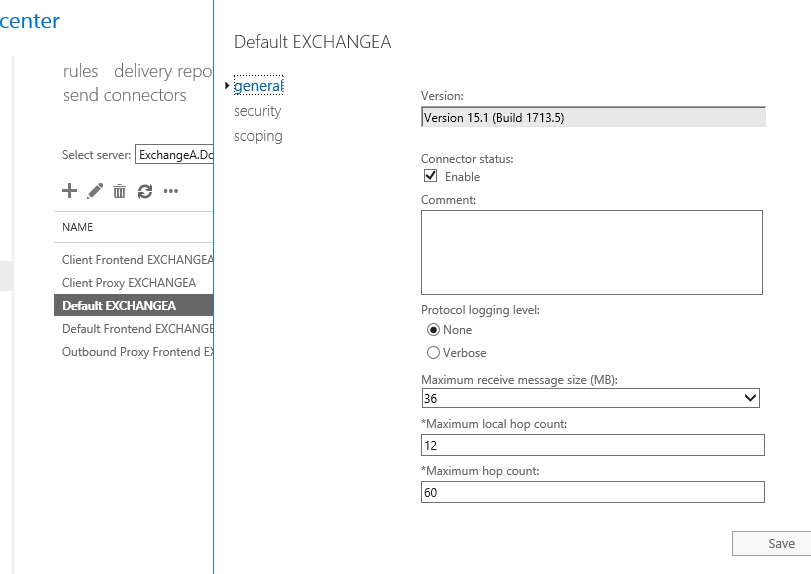 center
rules delivery repo
send connectors
Select server: ExchangeA.Do
NAME
Client Frontend EXCHANGEA
Client Proxy EXCHANGEA
Default EXCHANGEA
Default Frontend EXCHANGE
Outbound Proxy Frontend EX
Default EXCHANGEA
general
security
scoping
Version:
Version 15.1 (Build 1713.5)
Connector status:
Enable
Comment:
Protocol logging level:
None
Verbose
Maximum receive message size (MB):
36
*Maximum local hop count:
12
*Maximum hop count:
60
Save